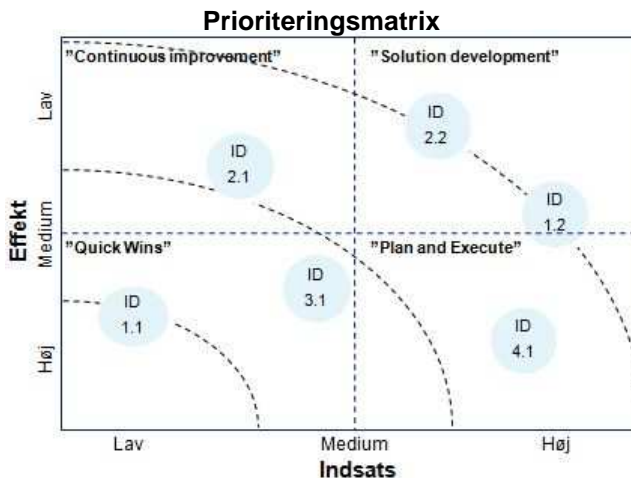 Prioriteringsmatrix
"Continuous improvement"
"Solution development"
Lav
ID
2.2
ID
2.1
ID
1.2
Effekt
Medium
"Quick Wins"
"Plan and Execute"
ID
3.1
ID
1.1
ID
4.1
Høj
Lav
Medium
Høj
Indsats